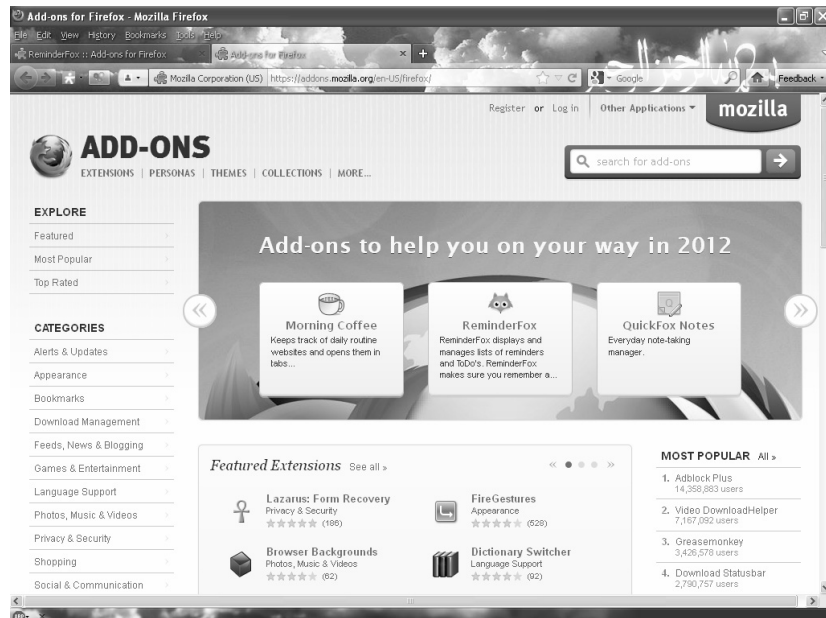 Add-ons for Firefox - Mozilla Firefox
File Edit View History Bookmarks Tools Help
ReminderFox :: Add-ons for Firefox
Add-ons for Firefox
Mozilla Corporation (US) https://addons.mozilla.org/en-US/firefox/
Google
Feedback
Register or Log in
Other Applications
mozilla
ADD-ONS
EXTENSIONS | PERSONAS | THEMES | COLLECTIONS | MORE...
search for add-ons
EXPLORE
Featured
Most Popular
Top Rated
CATEGORIES
Alerts & Updates
Appearance
Bookmarks
Download Management
Feeds, News & Blogging
Games & Entertainment
Language Support
Photos, Music & Videos
Privacy & Security
Shopping
Social & Communication
Add-ons to help you on your way in 2012
Morning Coffee
Keeps track of daily routine
websites and opens them in
tabs...
ReminderFox
ReminderFox displays and
manages lists of reminders
and ToDo's. ReminderFox
makes sure you remember a...
QuickFox Notes
Everyday note-taking
manager.
Featured Extensions See all »
Lazarus: Form Recovery
Privacy & Security
(186)
FireGestures
Appearance
(528)
Browser Backgrounds
Photos, Music & Videos
(62)
Dictionary Switcher
Language Support
(92)
MOST POPULAR All »
1. Adblock Plus
14,358,883 users
2. Video DownloadHelper
7,167,092 users
3. Greasemonkey
3,426,578 users
4. Download Statusbar
2,790,757 users